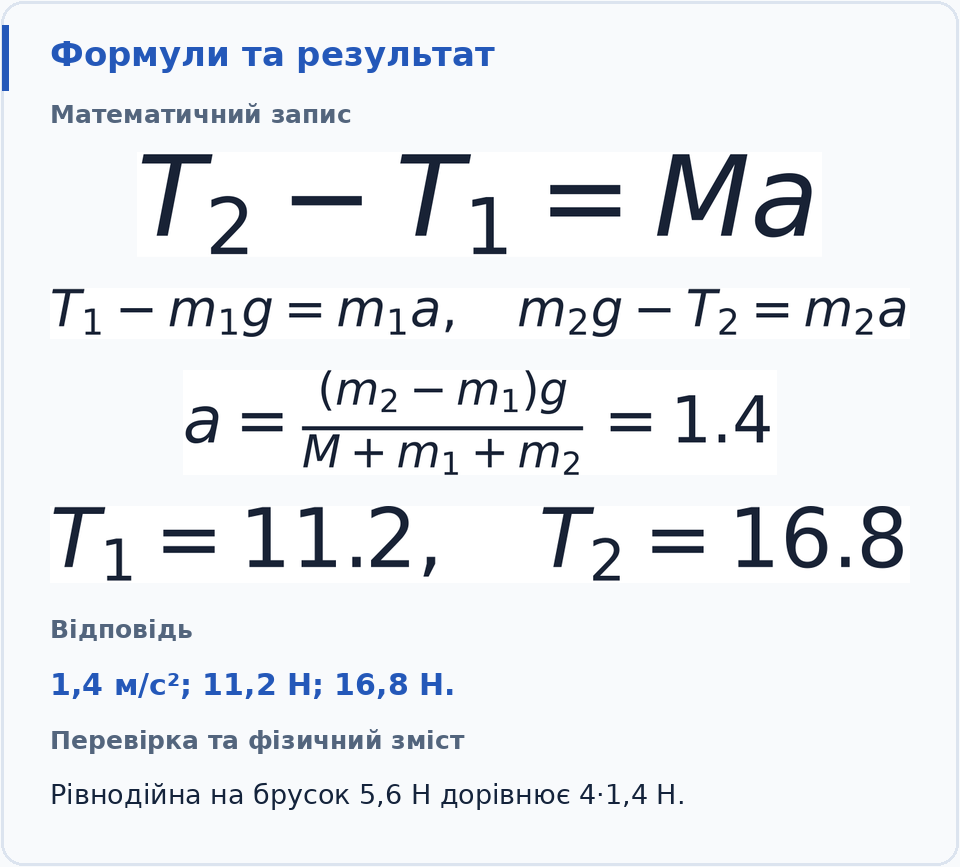 Формули та результат
Математичний запис
T₂ − T₁ = Ma
T₁ − m₁g = m₁a, m₂g − T₂ = m₂a
a = (m₂ − m₁)g / (M + m₁ + m₂) = 1.4
T₁ = 11.2, T₂ = 16.8
Відповідь
1,4 м/с²; 11,2 Н; 16,8 Н.
Перевірка та фізичний зміст
Рівнодійна на брусок 5,6 Н дорівнює 4·1,4 Н.